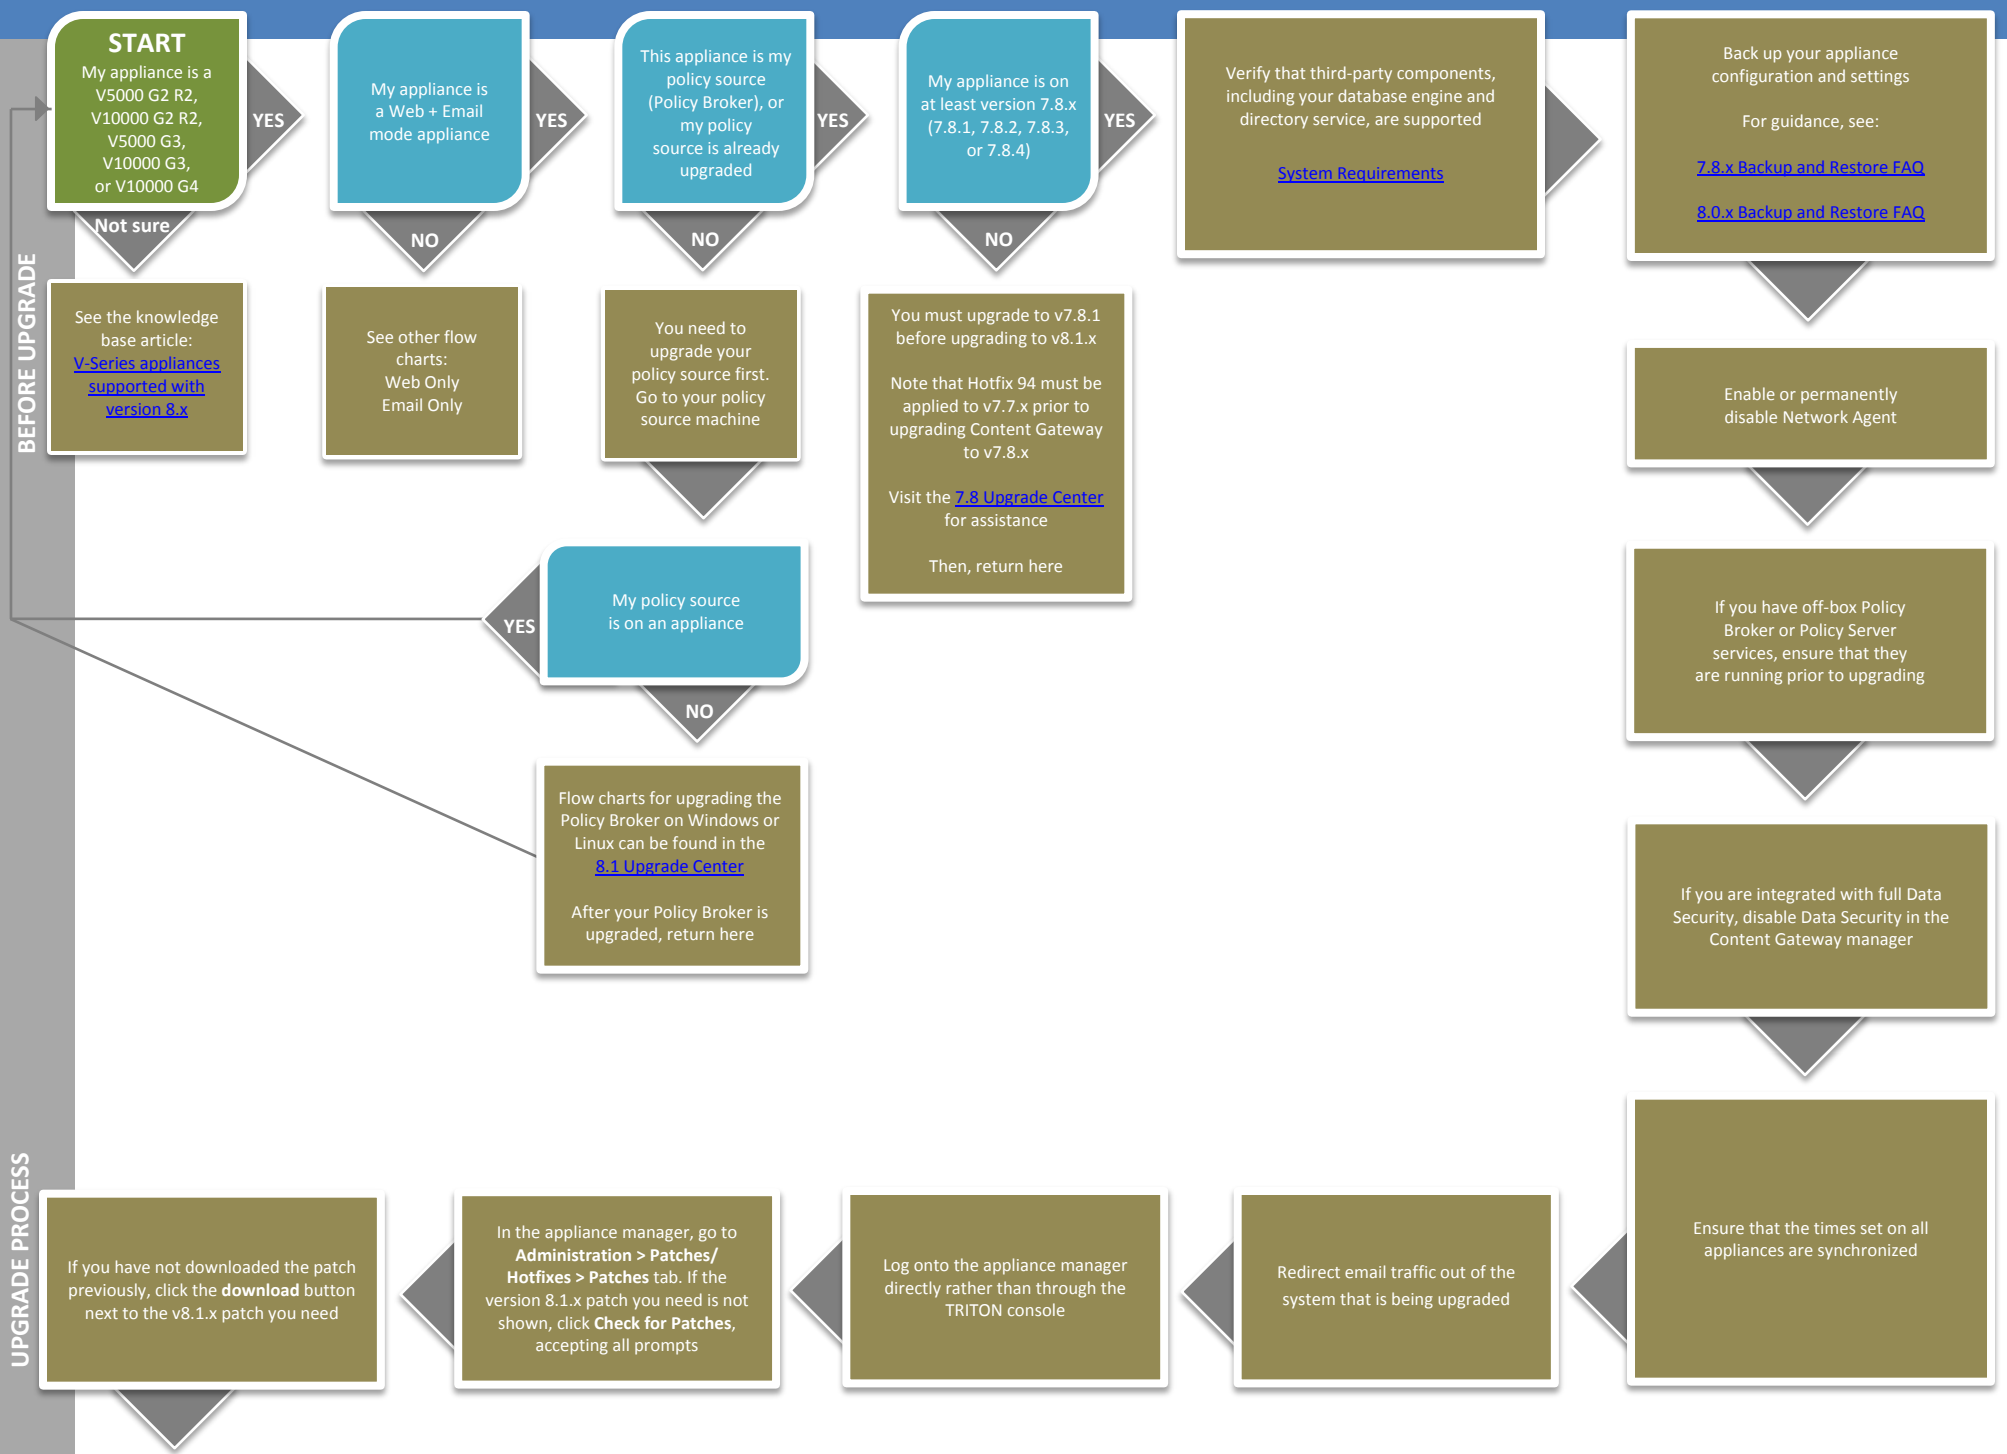 START
My appliance is a
V5000 G2 R2,
V10000 G2 R2,
V5000 G3,
V10000 G3,
or V10000 G4
YES
Not sure
My appliance is
a Web + Email
mode appliance
YES
NO
This appliance is my
policy source
(Policy Broker), or
my policy
source is already
upgraded
YES
NO
My appliance is on
at least version 7.8.x
(7.8.1, 7.8.2, 7.8.3,
or 7.8.4)
YES
NO
Verify that third-party components,
including your database engine and
directory service, are supported
System Requirements
Back up your appliance
configuration and settings
For guidance, see:
7.8.x Backup and Restore FAQ
8.0.x Backup and Restore FAQ
BEFORE UPGRADE
See the knowledge
base article:
V-Series appliances
supported with
version 8.x
See other flow
charts:
Web Only
Email Only
You need to
upgrade your
policy source first.
Go to your policy
source machine
You must upgrade to v7.8.1
before upgrading to v8.1.x
Note that Hotfix 94 must be
applied to v7.7.x prior to
upgrading Content Gateway
to v7.8.x
Visit the 7.8 Upgrade Center
for assistance
Then, return here
Enable or permanently
disable Network Agent
My policy source
is on an appliance
YES
NO
If you have off-box Policy
Broker or Policy Server
services, ensure that they
are running prior to upgrading
Flow charts for upgrading the
Policy Broker on Windows or
Linux can be found in the
8.1 Upgrade Center
After your Policy Broker is
upgraded, return here
If you are integrated with full Data
Security, disable Data Security in the
Content Gateway manager
UPGRADE PROCESS
Ensure that the times set on all
appliances are synchronized
Redirect email traffic out of the
system that is being upgraded
Log onto the appliance manager
directly rather than through the
TRITON console
In the appliance manager, go to
Administration > Patches/
Hotfixes > Patches tab. If the
version 8.1.x patch you need is not
shown, click Check for Patches,
accepting all prompts
If you have not downloaded the patch
previously, click the download button
next to the v8.1.x patch you need